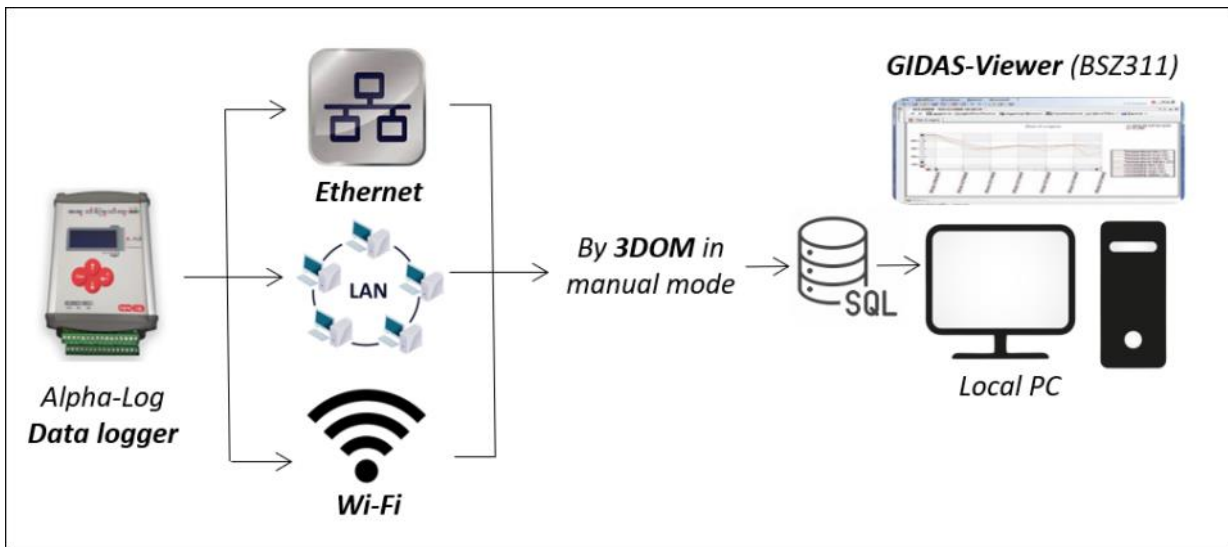 GIDAS-Viewer (BSZ311)
Ethernet
LAN
Alpha-Log
Data logger
By 3DOM in
manual mode
SQL
Local PC
Wi-Fi